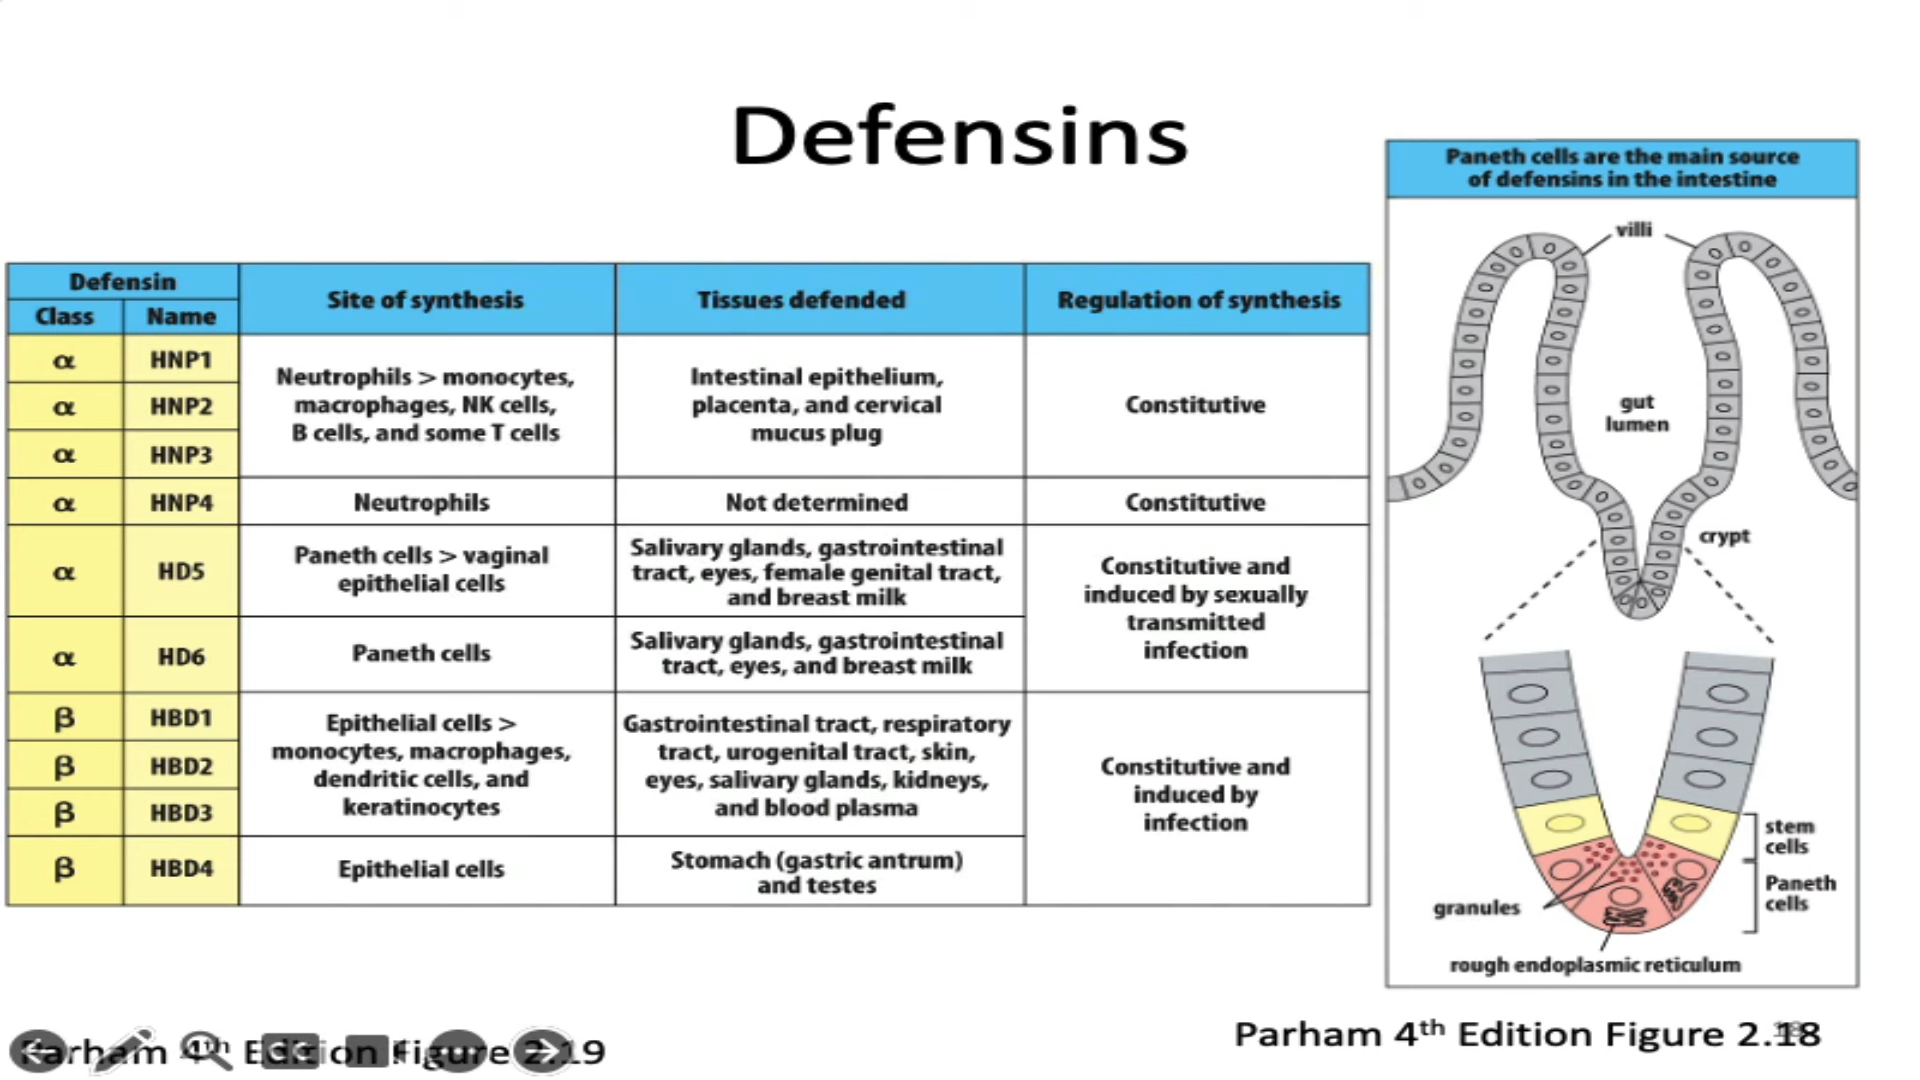 Defensins
Defensin
Class
Name
Site of synthesis
Tissues defended
Regulation of synthesis
α
HNP1
α
HNP2
α
HNP3
Neutrophils > monocytes,
macrophages, NK cells,
B cells, and some T cells
Intestinal epithelium,
placenta, and cervical
mucus plug
Constitutive
α
HNP4
Neutrophils
Not determined
Constitutive
α
HD5
Paneth cells > vaginal
epithelial cells
Salivary glands, gastrointestinal
tract, eyes, female genital tract,
and breast milk
Constitutive and
induced by sexually
transmitted
infection
α
HD6
Paneth cells
Salivary glands, gastrointestinal
tract, eyes, and breast milk
β
HBD1
β
HBD2
β
HBD3
Epithelial cells >
monocytes, macrophages,
dendritic cells, and
keratinocytes
Gastrointestinal tract, respiratory
tract, urogenital tract, skin,
eyes, salivary glands, kidneys,
and blood plasma
Constitutive and
induced by
infection
β
HBD4
Epithelial cells
Stomach (gastric antrum)
and testes
Paneth cells are the main source
of defensins in the intestine
villi
gut
lumen
crypt
stem
cells
Paneth
cells
granules
rough endoplasmic reticulum
Parham 4th Edition Figure 2.18
18
Parham 4th Edition Figure 2.19